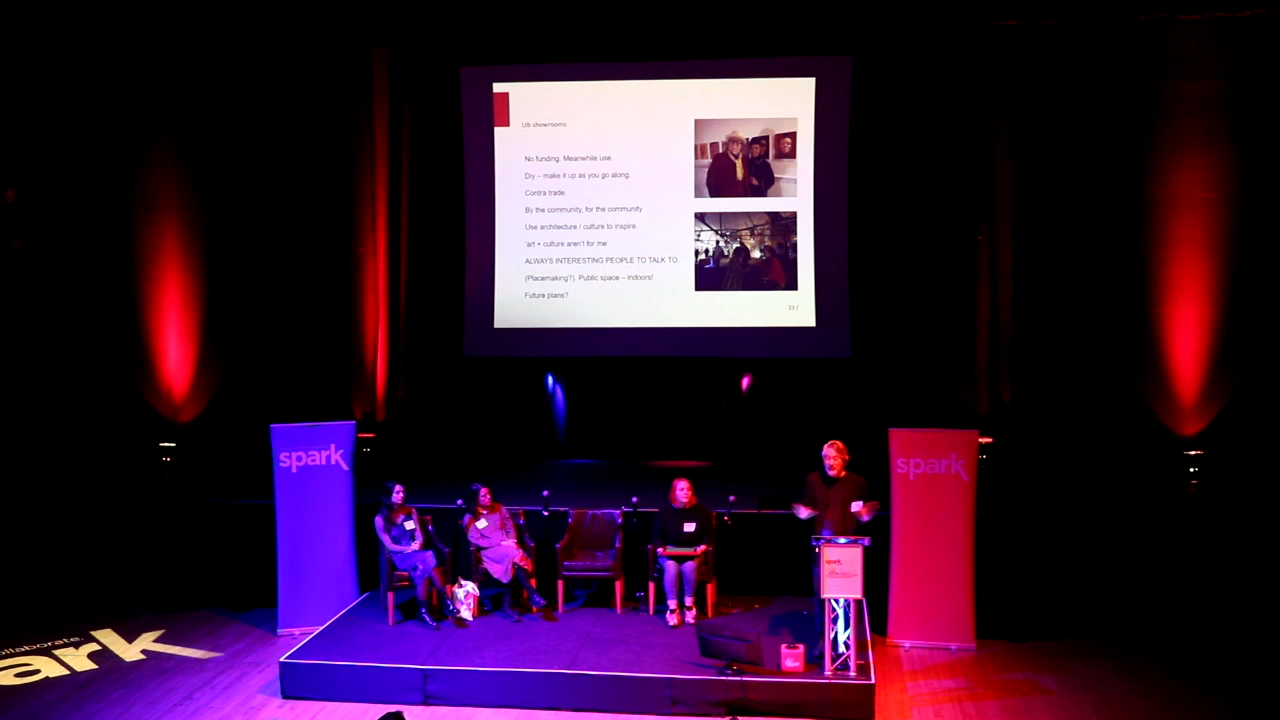 Ltb showrooms
No funding. Meanwhile use.
Diy – make it up as you go along.
Contra trade.
By the community, for the community
Use architecture / culture to inspire.
'art + culture aren't for me'
ALWAYS INTERESTING PEOPLE TO TALK TO.
(Placemaking?). Public space – indoors!
Future plans?
spark
spark
spark
ollaborate.
ark